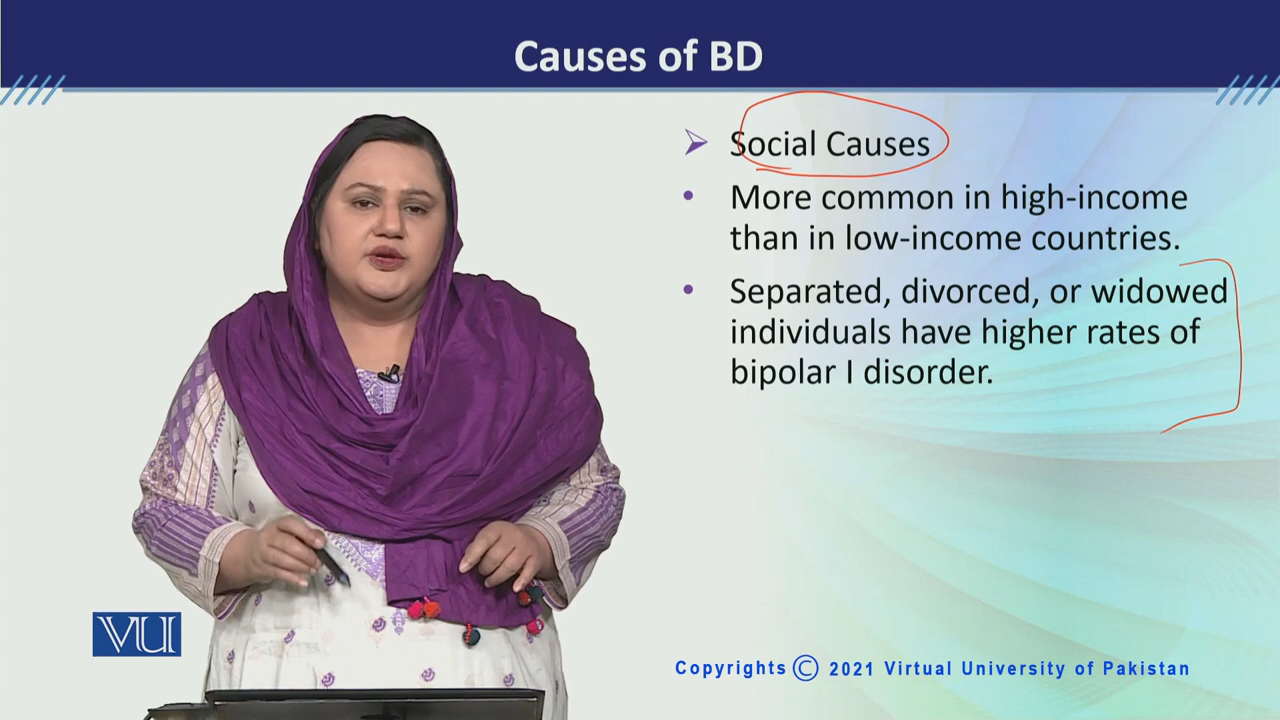 Causes of BD
Social Causes
More common in high-income
than in low-income countries.
Separated, divorced, or widowed
individuals have higher rates of
bipolar I disorder.
VU
Copyrights © 2021 Virtual University of Pakistan